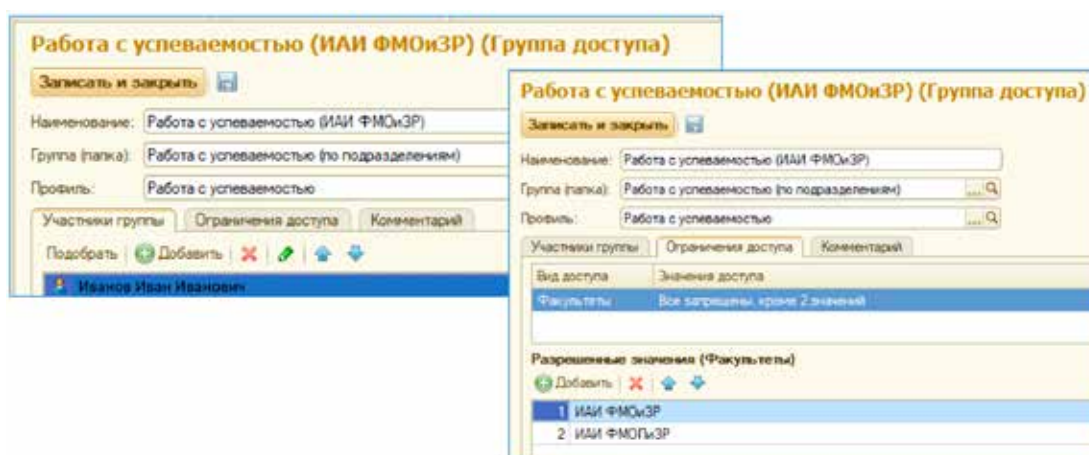 Работа с успеваемостью (ИАИ ФМОиЗР) (Группа доступа)
Записать и закрыть
Наименование: Работа с успеваемостью (ИАИ ФМОиЗР)
Группа (папка): Работа с успеваемостью (по подразделениям)
Профиль: Работа с успеваемостью
Участники группы Ограничения доступа Комментарий
Подобрать Добавить
Иванов Иван Иванович
Работа с успеваемостью (ИАИ ФМОиЗР) (Группа доступа)
Записать и закрыть
Наименование: Работа с успеваемостью (ИАИ ФМОиЗР)
Группа (папка): Работа с успеваемостью (по подразделениям) ...
Профиль: Работа с успеваемостью ...
Участники группы Ограничения доступа Комментарий
Вид доступа Значения доступа
Факультеты Все запрещены, кроме 2 значений
Разрешенные значения (Факультеты)
Добавить
1 ИАИ ФМОиЗР
2 ИАИ ФМОПиЗР